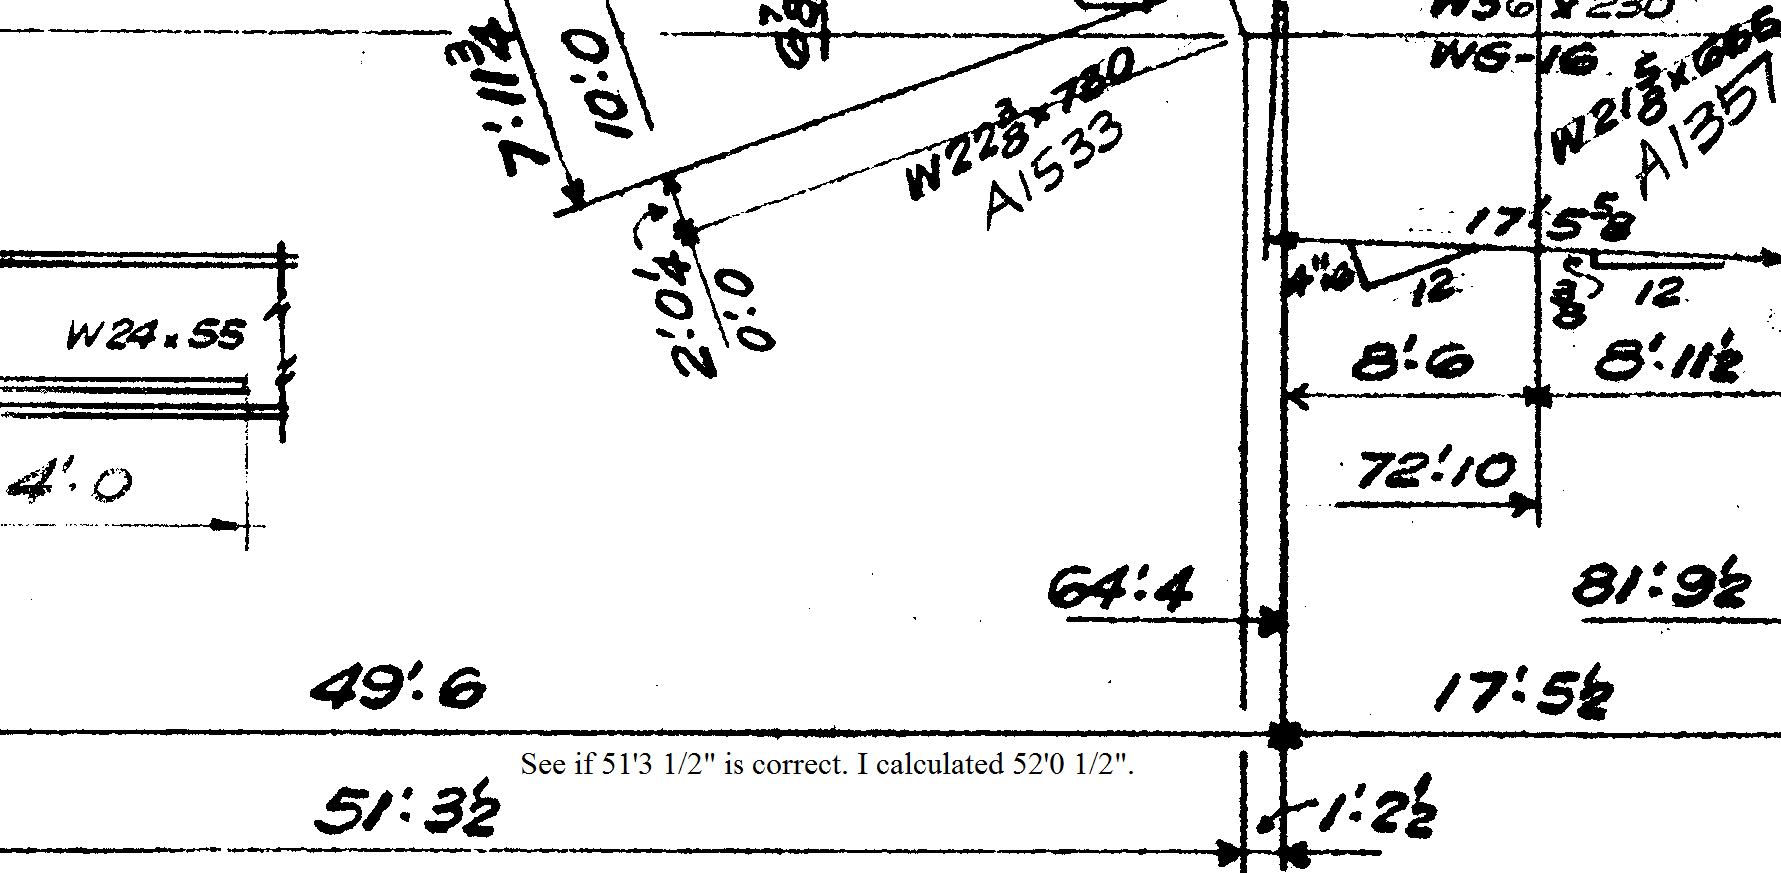 W36 x 230
WG-16
7'-11 3/4
10'-0
W22 3/8 x 730
A1533
W21 5/8 x 666
A1357
17'-5 5/8
2'-0 1/4
0'-0
12
3/8
12
W24 x 55
8'-6
8'-11 1/2
4'-0
72'-10
64'-4
81'-9 1/2
49'-6
17'-5 1/2
See if 51'3 1/2" is correct. I calculated 52'0 1/2".
51'-3 1/2
1'-2 1/2